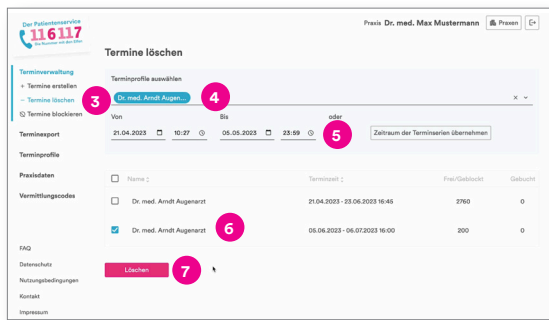 Der Patientenservice
116117
Die Nummer mit den Elfen
Praxis Dr. med. Max Mustermann
Praxen
Termine löschen
Terminverwaltung
+ Termine erstellen
− Termine löschen
Termine blockieren
Terminexport
Terminprofile
Praxisdaten
Vermittlungscodes
FAQ
Datenschutz
Nutzungsbedingungen
Kontakt
Impressum
Terminprofile auswählen
3
Dr. med. Arndt Augen...
4
Von Bis oder
21.04.2023 10:27 05.05.2023 23:59
5
Zeitraum der Terminserien übernehmen
Name Terminzeit Frei/Geblockt Gebucht
Dr. med. Arndt Augenarzt 21.04.2023 - 23.06.2023 16:45 2760 0
Dr. med. Arndt Augenarzt 05.06.2023 - 06.07.2023 16:00 200 0
6
Löschen
7